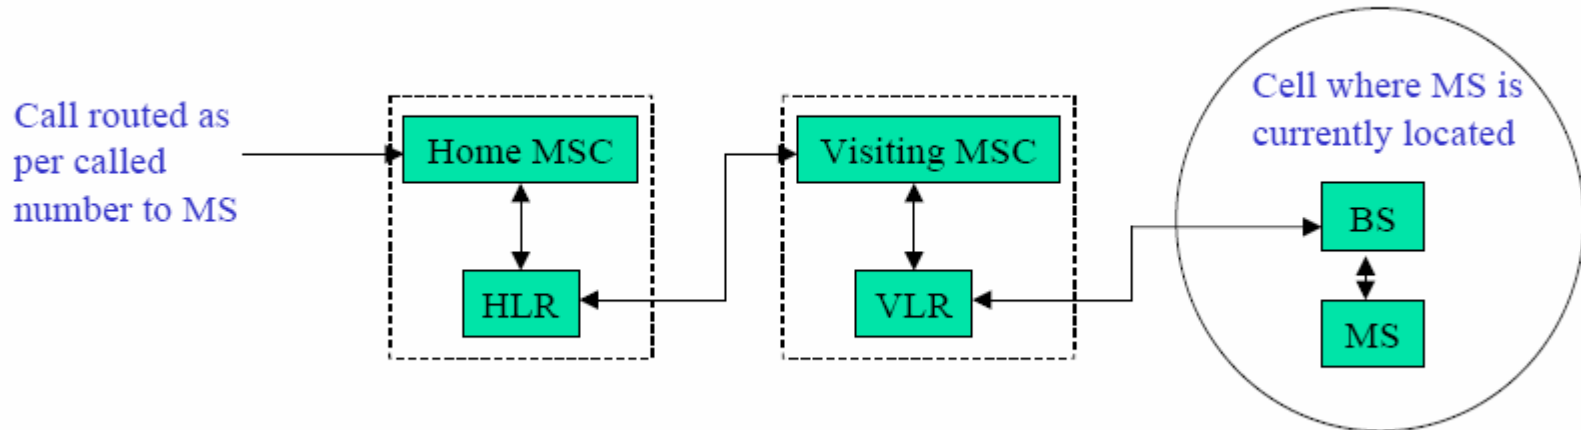 Call routed as
per called
number to MS
Home MSC
HLR
Visiting MSC
VLR
Cell where MS is
currently located
BS
MS